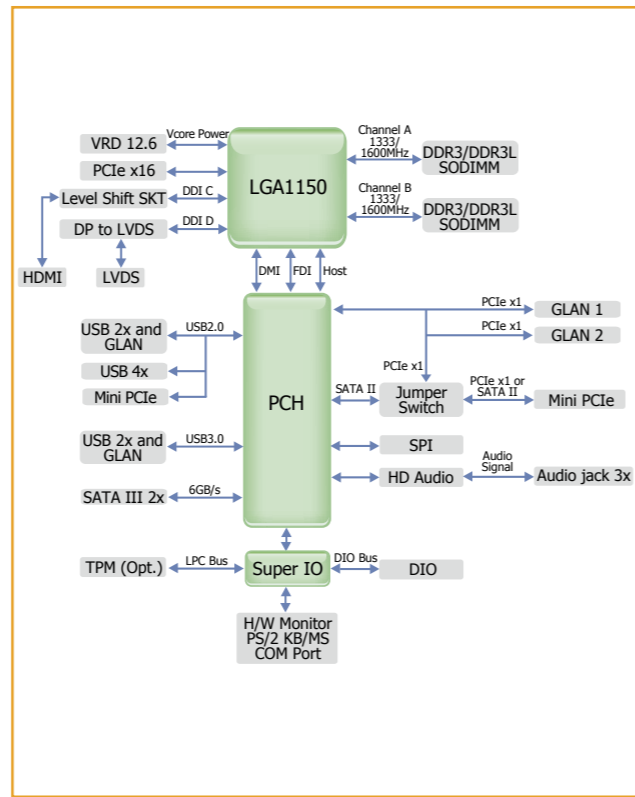 VRD 12.6
Vcore Power
PCIe x16
Level Shift SKT
DDI C
DP to LVDS
DDI D
HDMI
LVDS
LGA1150
Channel A
1333/
1600MHz
DDR3/DDR3L
SODIMM
Channel B
1333/
1600MHz
DDR3/DDR3L
SODIMM
DMI
FDI
Host
USB 2x and
GLAN
USB2.0
USB 4x
Mini PCIe
USB 2x and
GLAN
USB3.0
SATA III 2x
6GB/s
PCH
PCIe x1
GLAN 1
PCIe x1
GLAN 2
PCIe x1
SATA II
Jumper
Switch
PCIe x1 or
SATA II
Mini PCIe
SPI
HD Audio
Audio
Signal
Audio jack 3x
TPM (Opt.)
LPC Bus
Super IO
DIO Bus
DIO
H/W Monitor
PS/2 KB/MS
COM Port